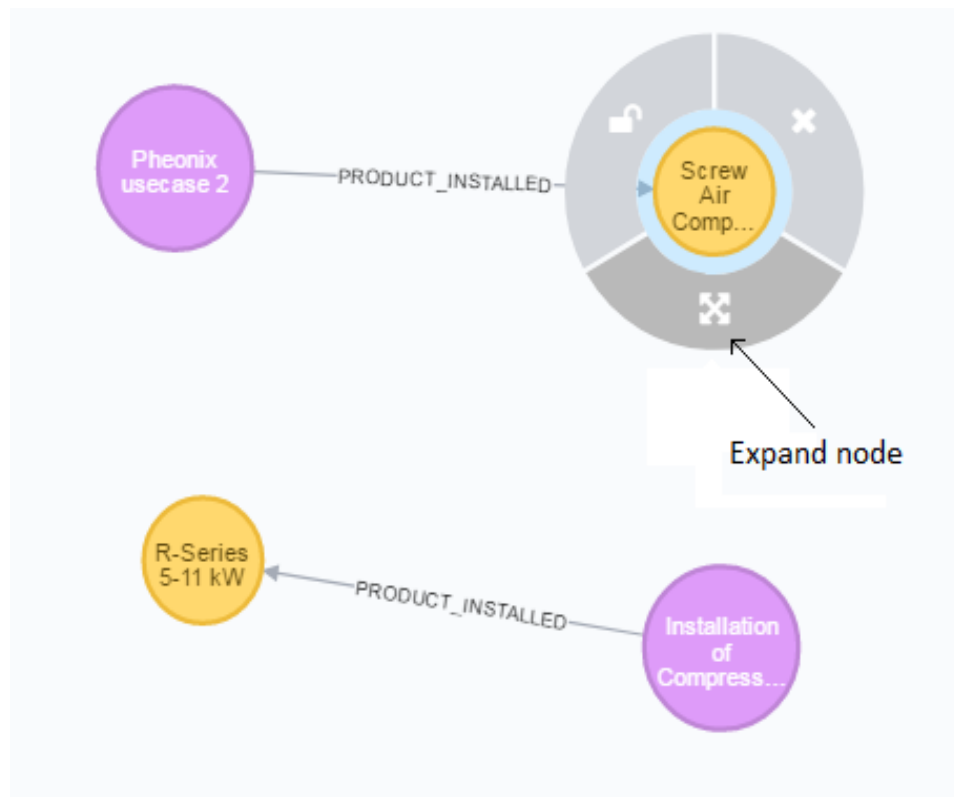 Pheonix
usecase 2
PRODUCT_INSTALLED
Screw
Air
Comp...
Expand node
R-Series
5-11 kW
PRODUCT_INSTALLED
Installation
of
Compress...